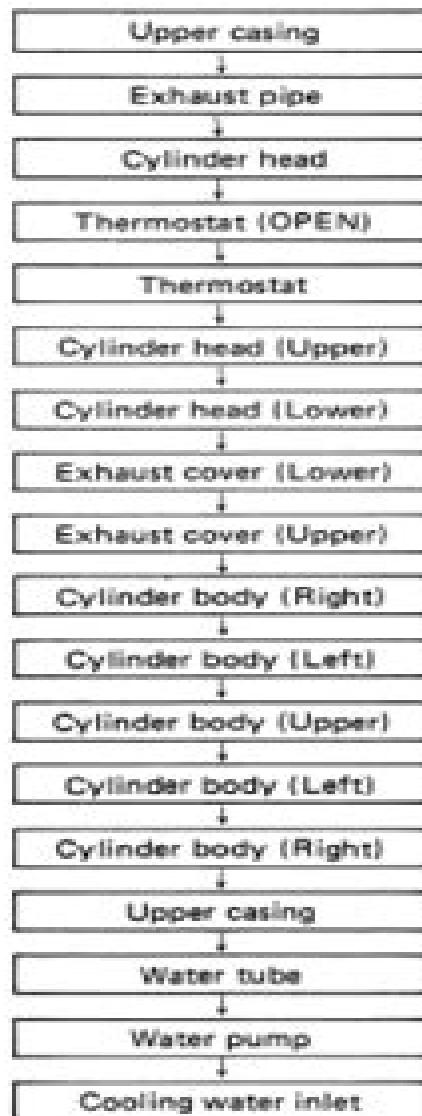 Upper casing
Exhaust pipe
Cylinder head
Thermostat (OPEN)
Thermostat
Cylinder head (Upper)
Cylinder head (Lower)
Exhaust cover (Lower)
Exhaust cover (Upper)
Cylinder body (Right)
Cylinder body (Left)
Cylinder body (Upper)
Cylinder body (Left)
Cylinder body (Right)
Upper casing
Water tube
Water pump
Cooling water inlet